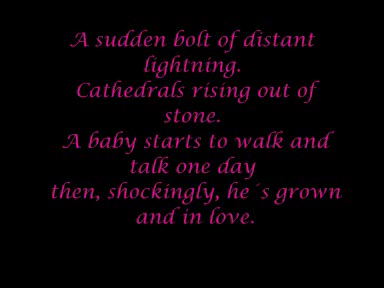 A sudden bolt of distant
lightning.
Cathedrals rising out of
stone.
A baby starts to walk and
talk one day
then, shockingly, he´s grown
and in love.